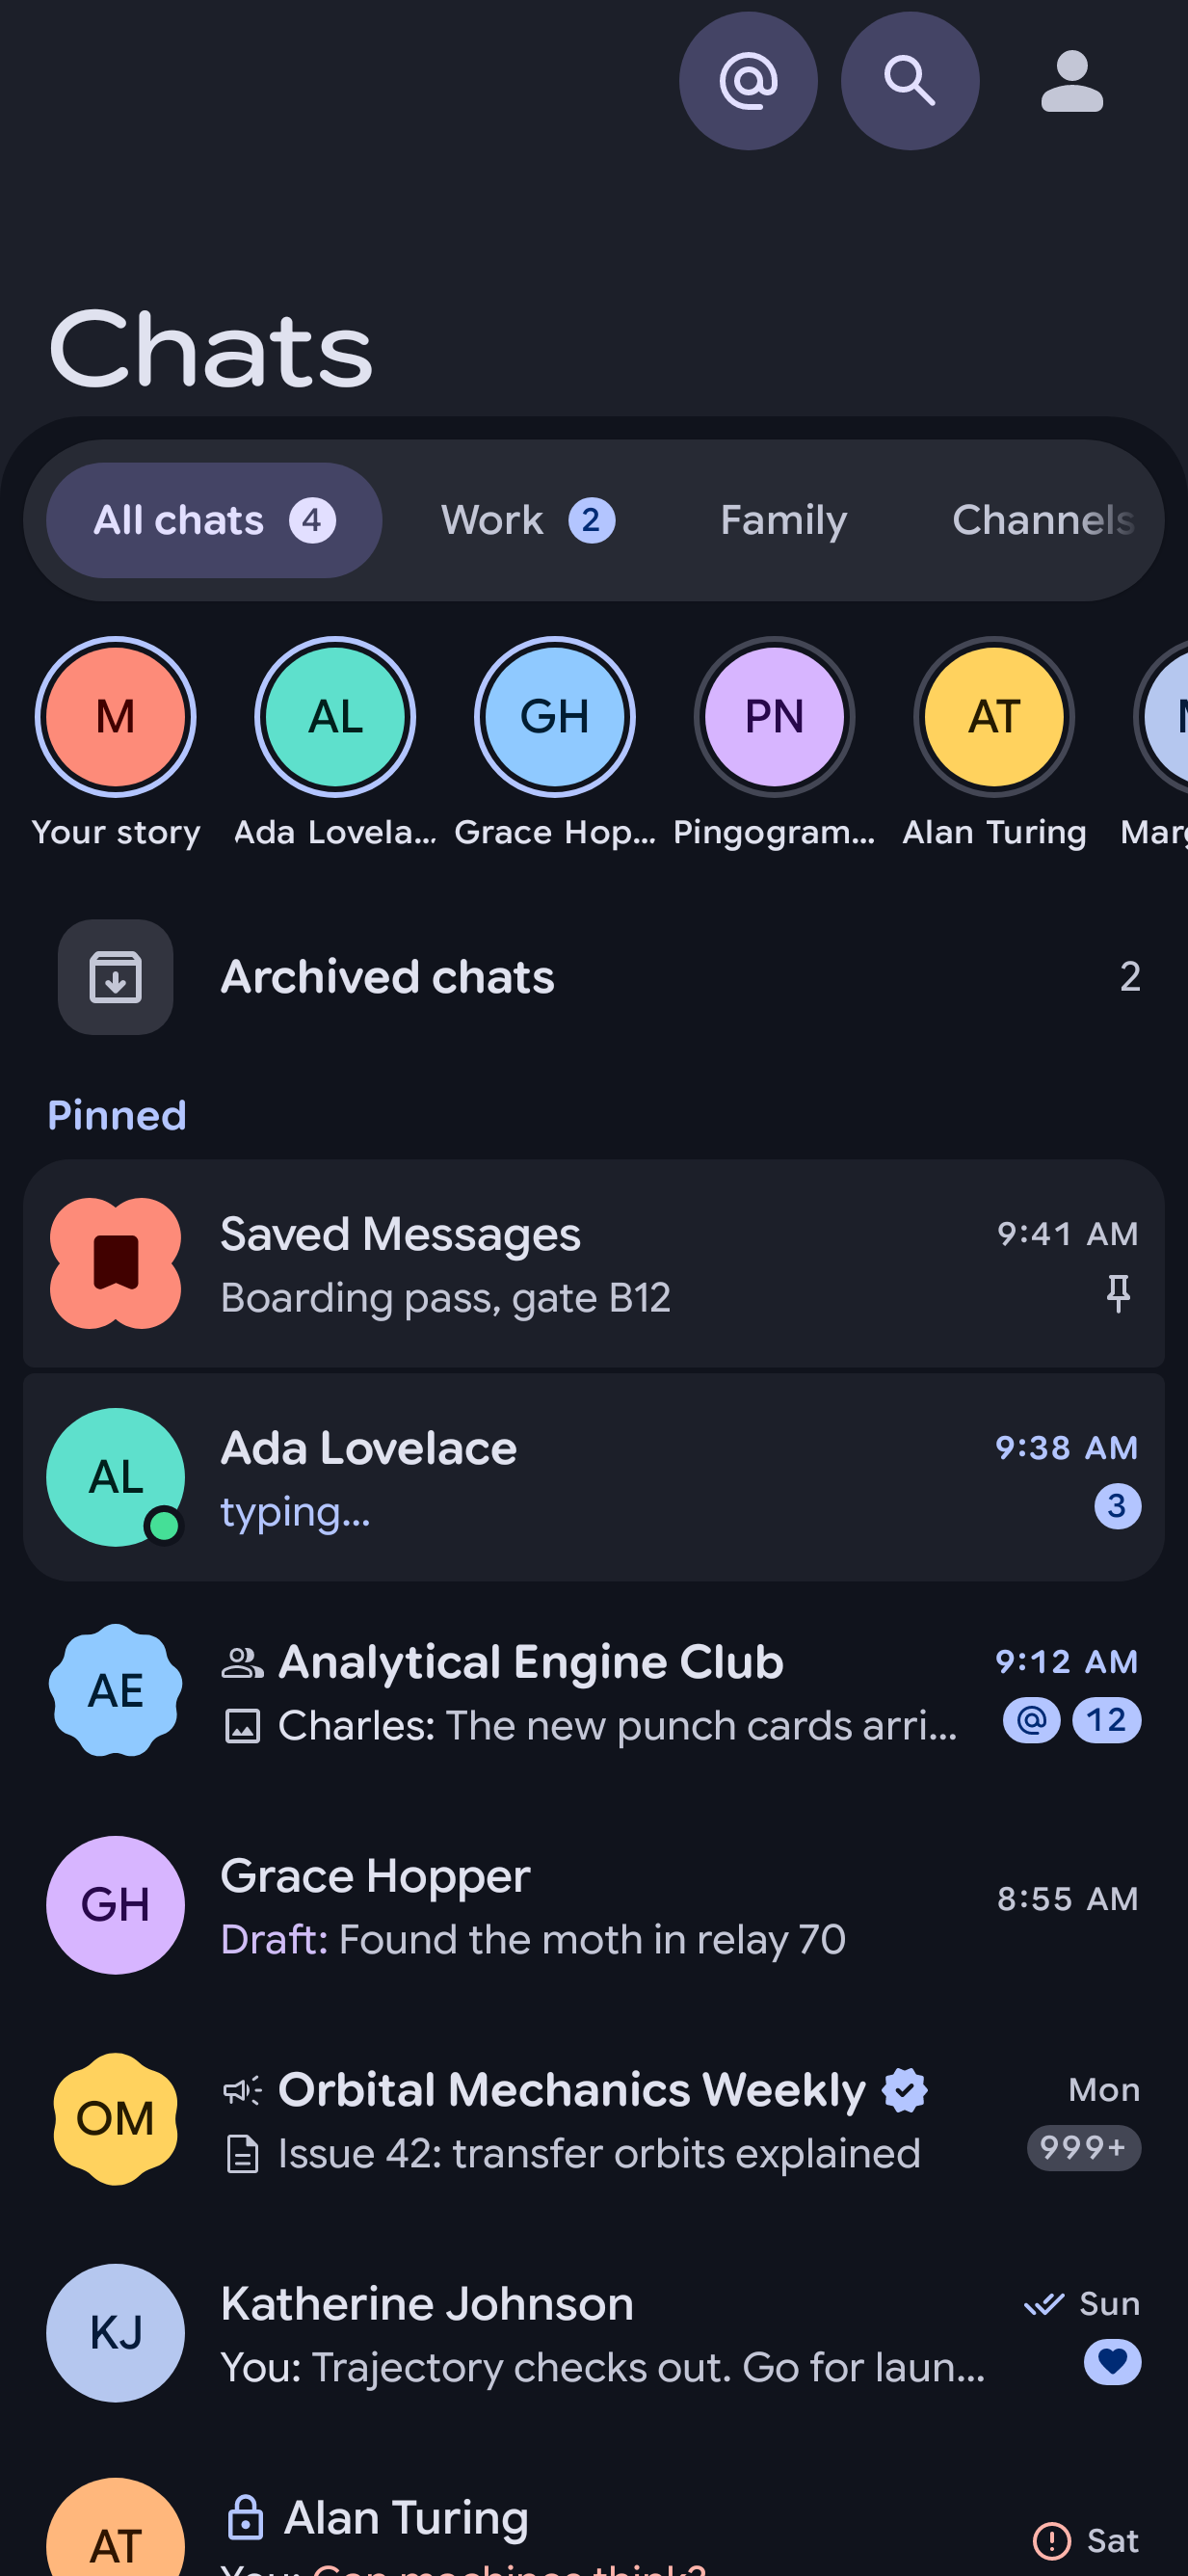 Chats
All chats 4 Work 2 Family Channels
M AL GH PN AT
Your story Ada Lovela... Grace Hop... Pingogram... Alan Turing
Archived chats 2
Pinned
Saved Messages 9:41 AM
Boarding pass, gate B12
AL Ada Lovelace 9:38 AM
typing... 3
AE Analytical Engine Club 9:12 AM
Charles: The new punch cards arri... @ 12
GH Grace Hopper 8:55 AM
Draft: Found the moth in relay 70
OM Orbital Mechanics Weekly Mon
Issue 42: transfer orbits explained 999+
KJ Katherine Johnson Sun
You: Trajectory checks out. Go for laun...
AT Alan Turing Sat
You: Can machines think?